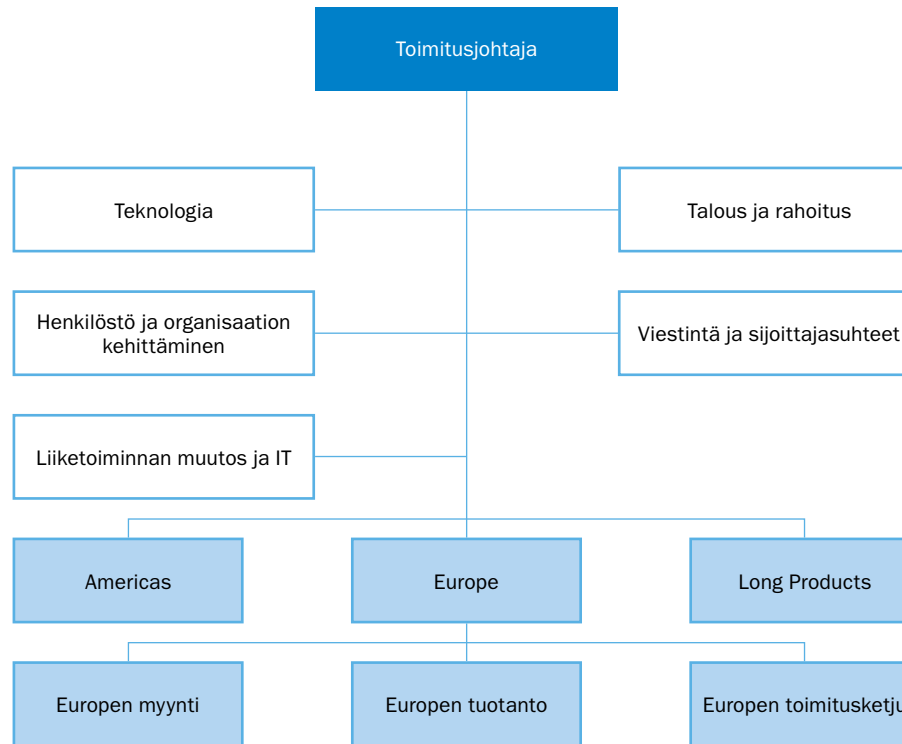 Toimitusjohtaja
Teknologia
Talous ja rahoitus
Henkilöstö ja organisaation
kehittäminen
Viestintä ja sijoittajasuhteet
Liiketoiminnan muutos ja IT
Americas
Europe
Long Products
Europen myynti
Europen tuotanto
Europen toimitusketju